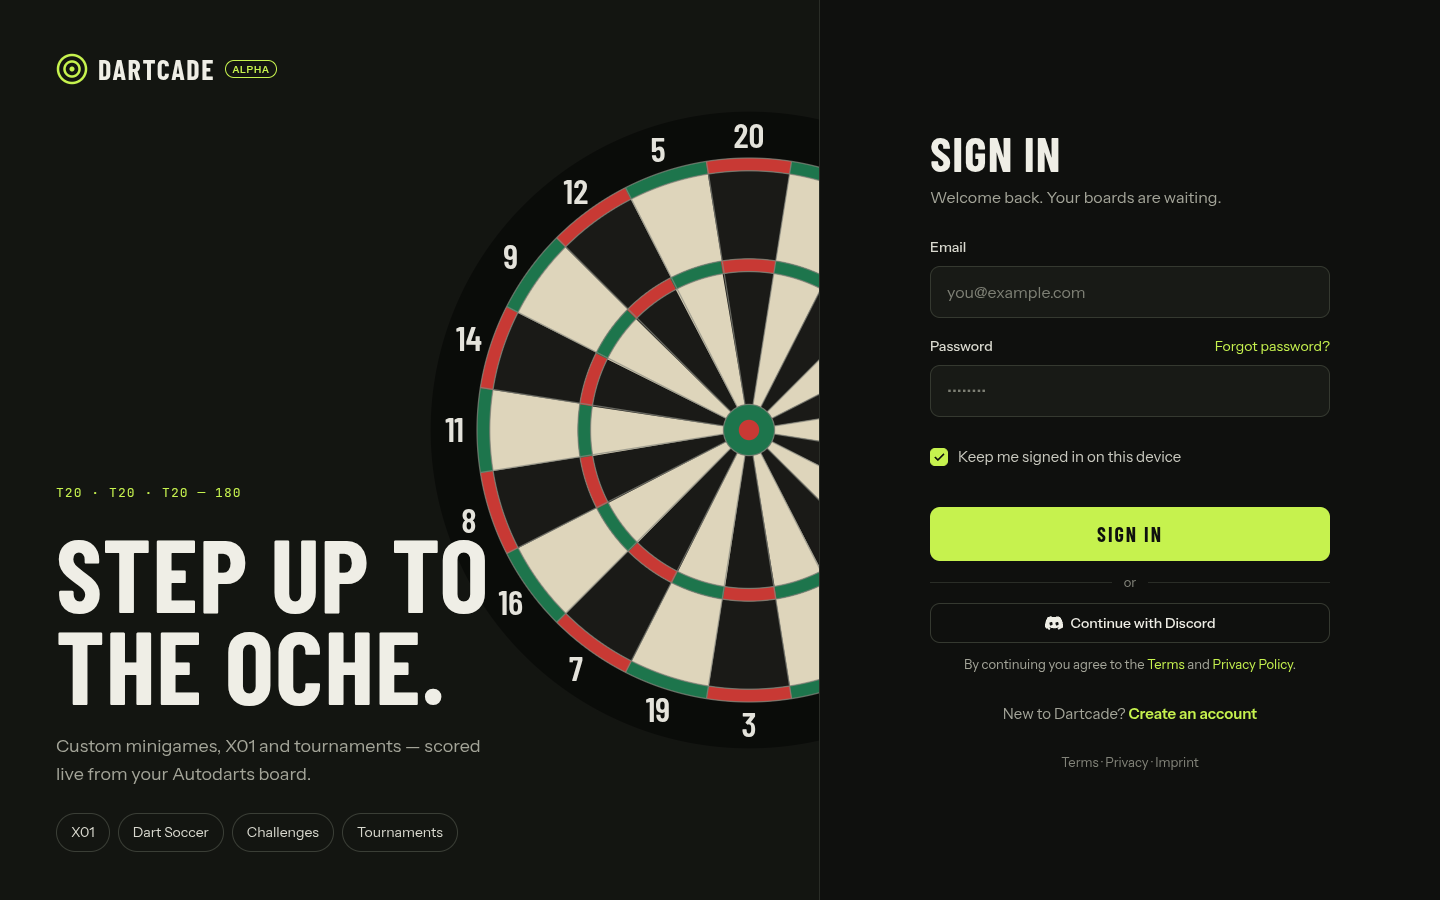 DARTCADE ALPHA
20
5
12
9
14
11
8
16
7
19
3
T20 · T20 · T20 — 180
STEP UP TO
THE OCHE.
Custom minigames, X01 and tournaments — scored
live from your Autodarts board.
X01 Dart Soccer Challenges Tournaments
SIGN IN
Welcome back. Your boards are waiting.
Email
you@example.com
Password Forgot password?
Keep me signed in on this device
SIGN IN
or
Continue with Discord
By continuing you agree to the Terms and Privacy Policy.
New to Dartcade? Create an account
Terms · Privacy · Imprint